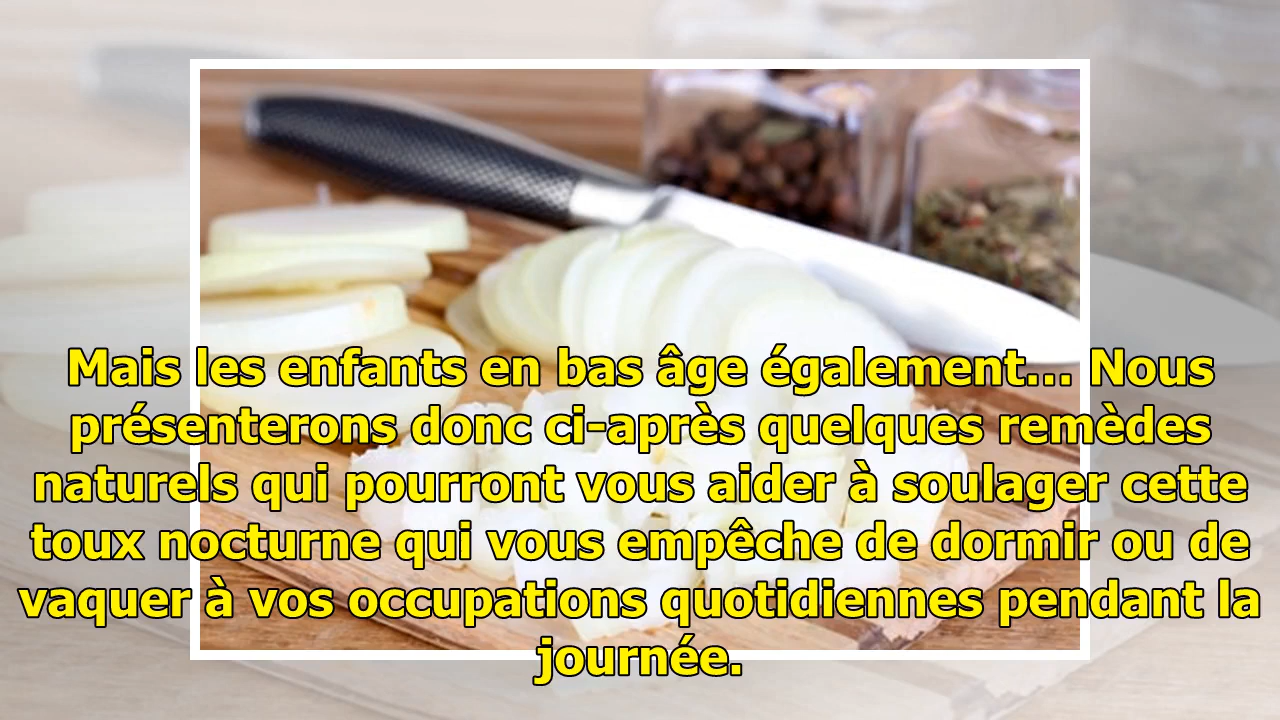 Mais les enfants en bas âge également... Nous
présenterons donc ci-après quelques remèdes
naturels qui pourront vous aider à soulager cette
toux nocturne qui vous empêche de dormir ou de
vaquer à vos occupations quotidiennes pendant la
journée.